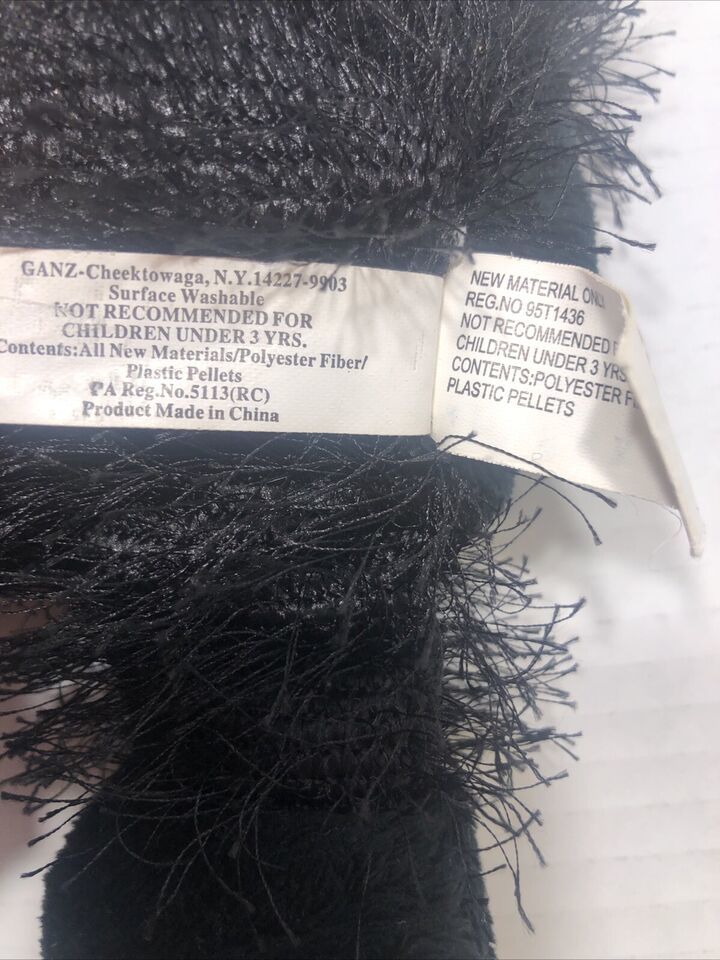 GANZ-Cheektowaga, N.Y.14227-9903
Surface Washable
NOT RECOMMENDED FOR
CHILDREN UNDER 3 YRS.
Contents:All New Materials/Polyester Fiber/
Plastic Pellets
PA Reg.No.5113(RC)
Product Made in China
NEW MATERIAL
REG.NO 95T1436
NOT RECOMMENDED
CHILDREN UNDER 3 YRS
CONTENTS:POLYESTER
PLASTIC PELLETS